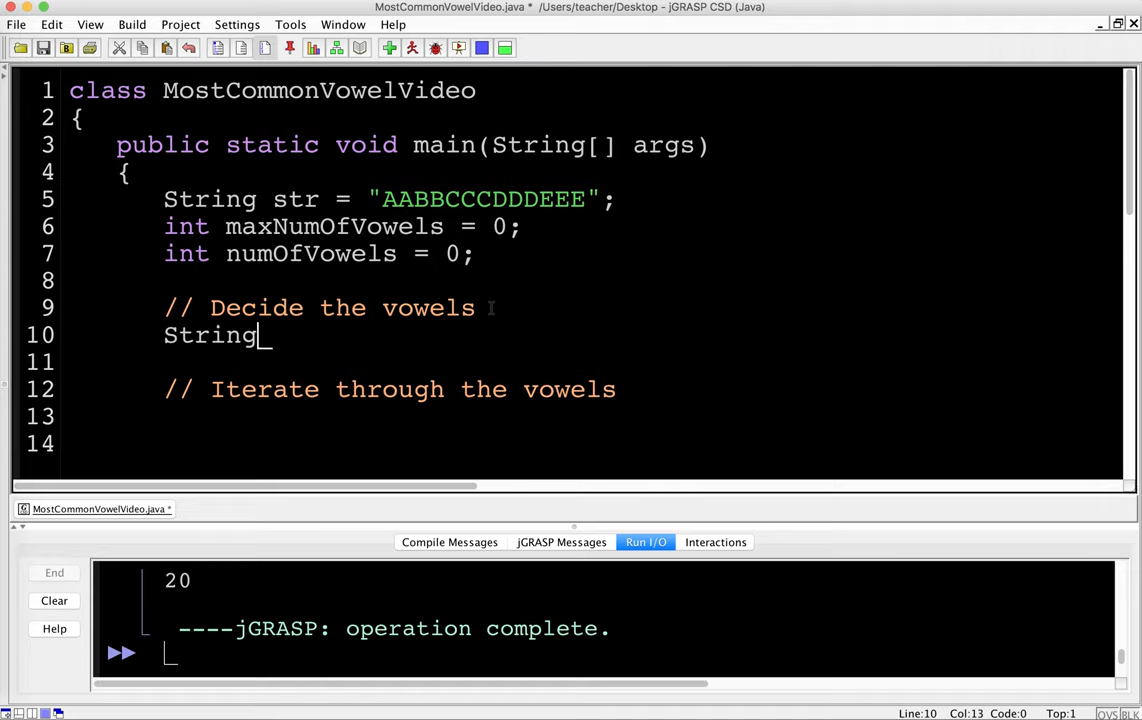 MostCommonVowelVideo.java * /Users/teacher/Desktop - jGRASP CSD (Java)
File Edit View Build Project Settings Tools Window Help
1 class MostCommonVowelVideo
2 {
3 public static void main(String[] args)
4 {
5 String str = "AABBCCCDDDEEE";
6 int maxNumOfVowels = 0;
7 int numOfVowels = 0;
8
9 // Decide the vowels
10 String
11
12 // Iterate through the vowels
13
14
MostCommonVowelVideo.java *
Compile Messages jGRASP Messages Run I/O Interactions
End
Clear
Help
20
----jGRASP: operation complete.
Line:10 Col:13 Code:0 Top:1 OVS BLK